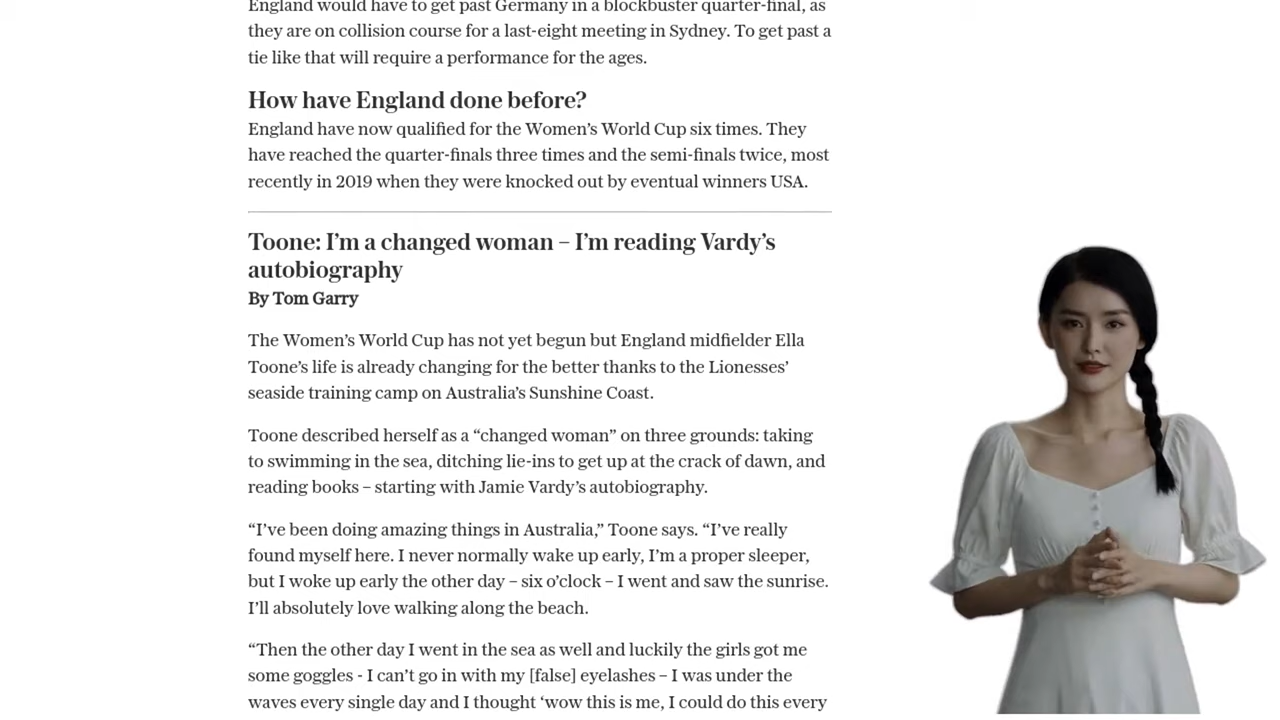 England would have to get past Germany in a blockbuster quarter-final, as
they are on collision course for a last-eight meeting in Sydney. To get past a
tie like that will require a performance for the ages.
How have England done before?
England have now qualified for the Women’s World Cup six times. They
have reached the quarter-finals three times and the semi-finals twice, most
recently in 2019 when they were knocked out by eventual winners USA.
Toone: I’m a changed woman – I’m reading Vardy’s
autobiography
By Tom Garry
The Women’s World Cup has not yet begun but England midfielder Ella
Toone’s life is already changing for the better thanks to the Lionesses’
seaside training camp on Australia’s Sunshine Coast.
Toone described herself as a “changed woman” on three grounds: taking
to swimming in the sea, ditching lie-ins to get up at the crack of dawn, and
reading books – starting with Jamie Vardy’s autobiography.
“I’ve been doing amazing things in Australia,” Toone says. “I’ve really
found myself here. I never normally wake up early, I’m a proper sleeper,
but I woke up early the other day – six o’clock – I went and saw the sunrise.
I’ll absolutely love walking along the beach.
“Then the other day I went in the sea as well and luckily the girls got me
some goggles - I can’t go in with my [false] eyelashes – I was under the
waves every single day and I thought ‘wow this is me, I could do this every